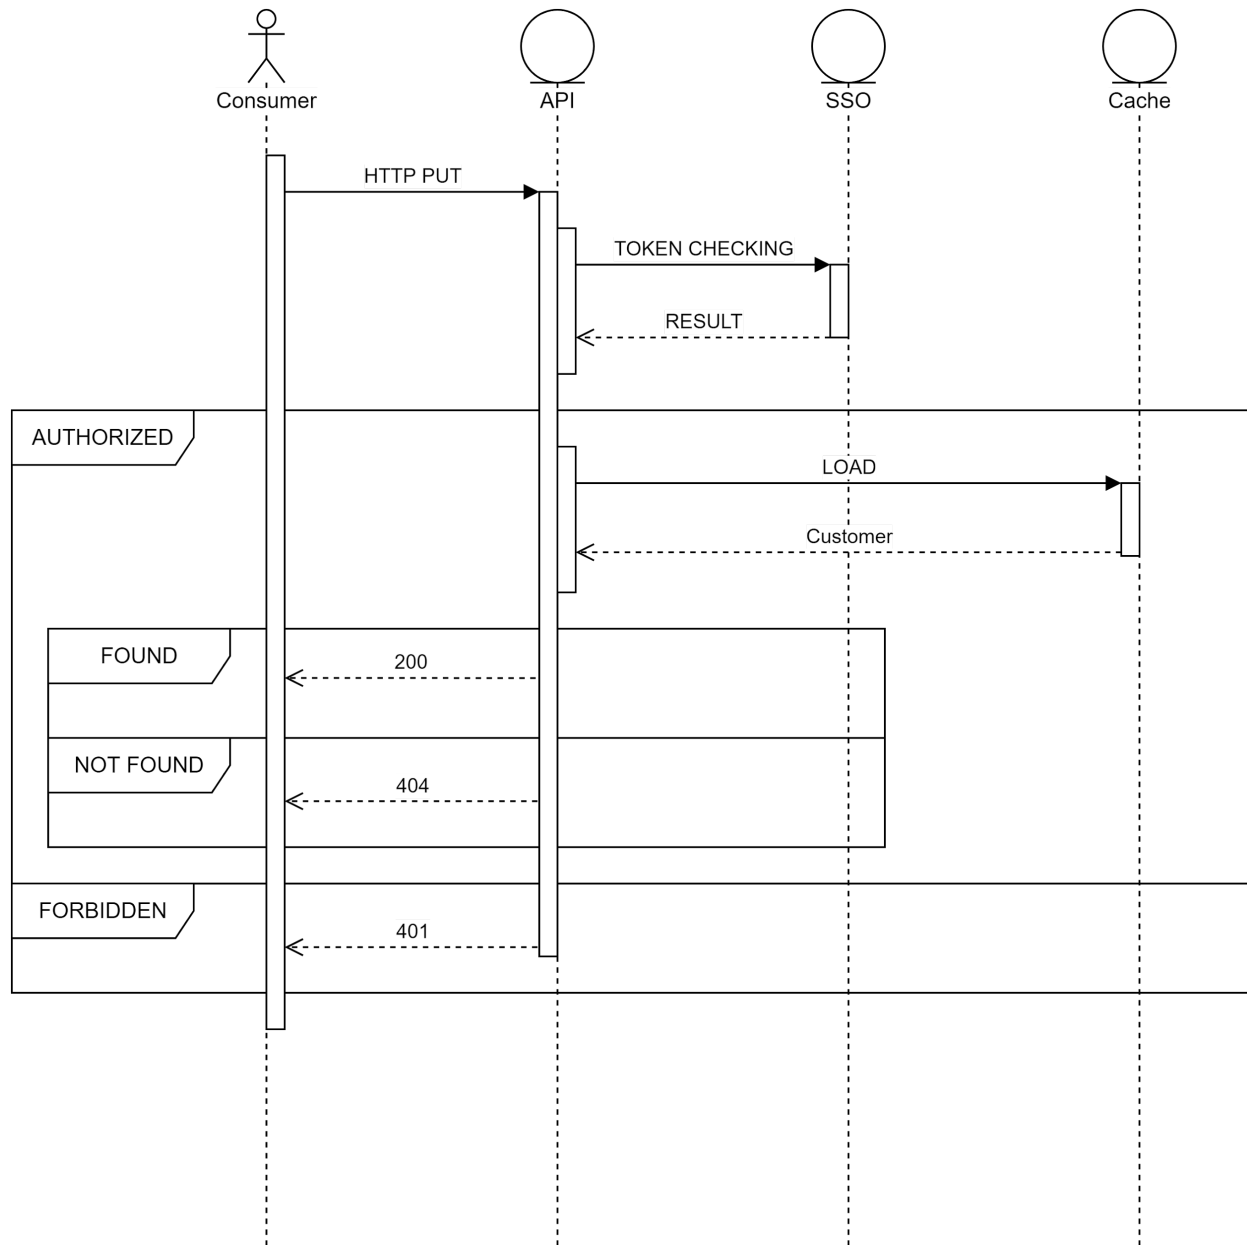 Consumer
API
SSO
Cache
HTTP PUT
TOKEN CHECKING
RESULT
AUTHORIZED
LOAD
Customer
FOUND
200
NOT FOUND
404
FORBIDDEN
401